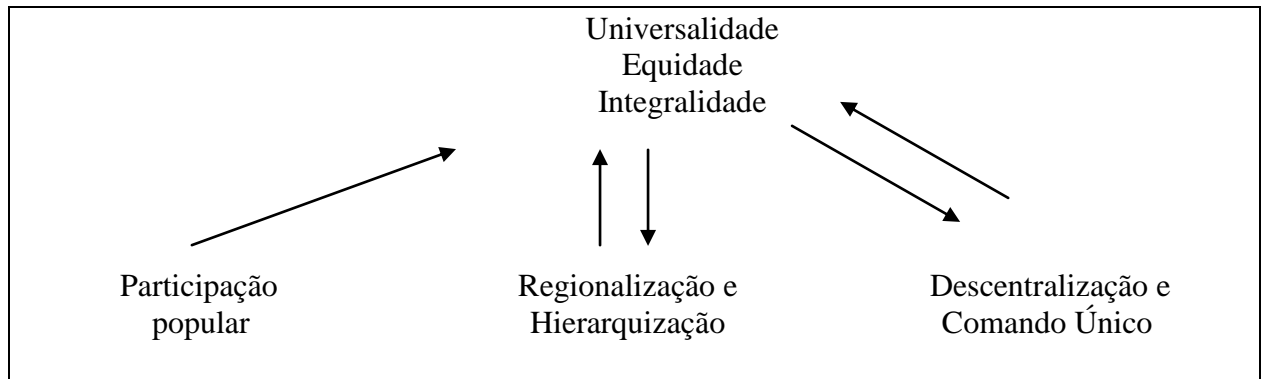 Universalidade
Equidade
Integralidade
Participação
popular
Regionalização e
Hierarquização
Descentralização e
Comando Único